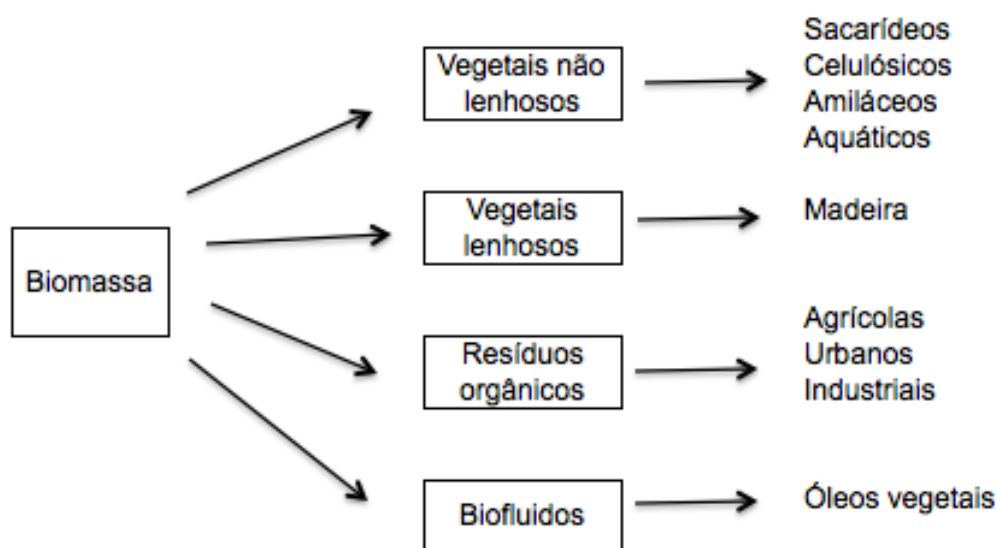 Biomassa
Vegetais não
lenhosos
Sacarídeos
Celulósicos
Amiláceos
Aquáticos
Vegetais
lenhosos
Madeira
Resíduos
orgânicos
Agrícolas
Urbanos
Industriais
Biofluidos
Óleos vegetais